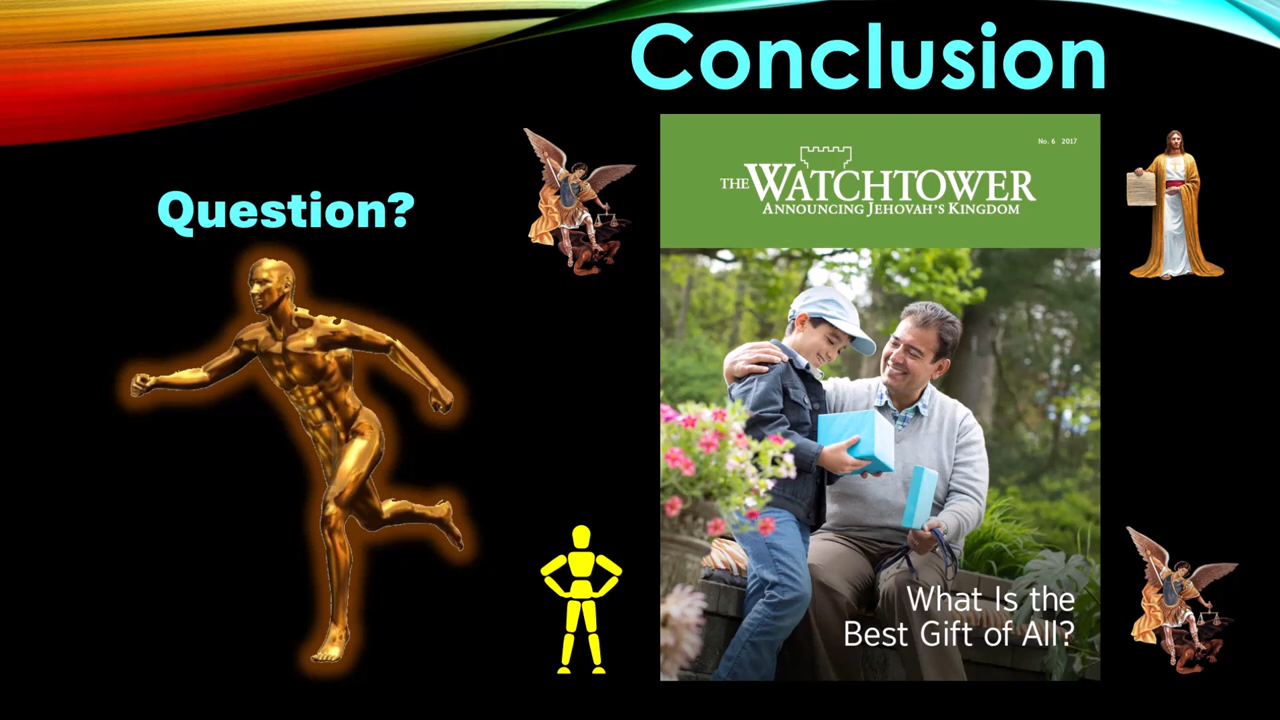 Conclusion
Question?
No. 6 2017
THE WATCHTOWER
ANNOUNCING JEHOVAH'S KINGDOM
What Is the
Best Gift of All?